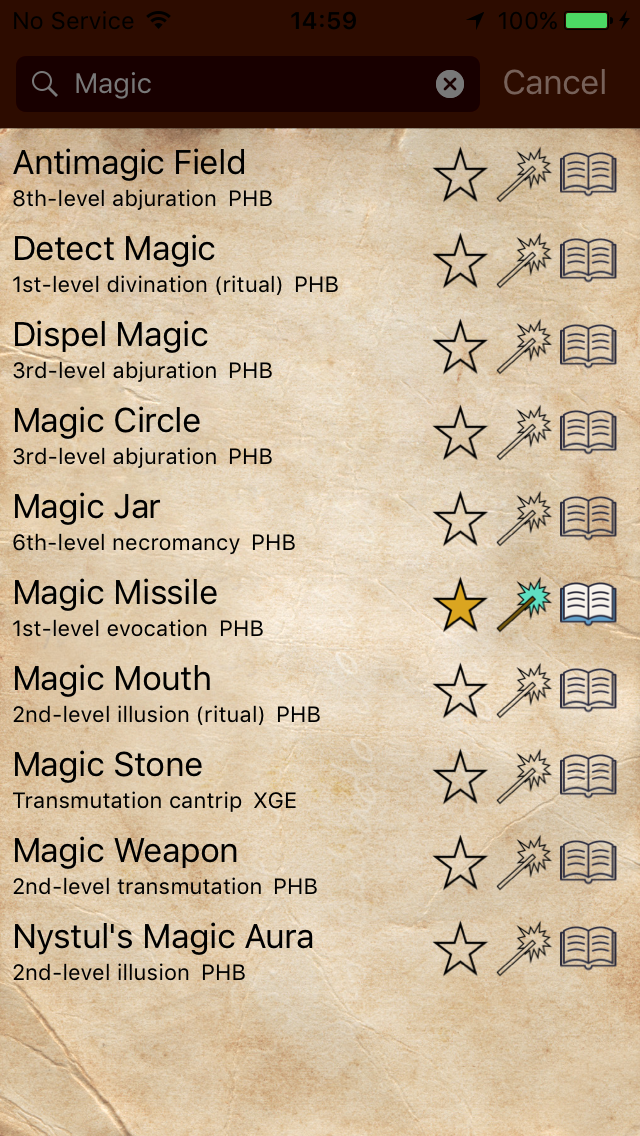 No Service 14:59 100%
Magic Cancel
Antimagic Field
8th-level abjuration PHB
Detect Magic
1st-level divination (ritual) PHB
Dispel Magic
3rd-level abjuration PHB
Magic Circle
3rd-level abjuration PHB
Magic Jar
6th-level necromancy PHB
Magic Missile
1st-level evocation PHB
Magic Mouth
2nd-level illusion (ritual) PHB
Magic Stone
Transmutation cantrip XGE
Magic Weapon
2nd-level transmutation PHB
Nystul's Magic Aura
2nd-level illusion PHB